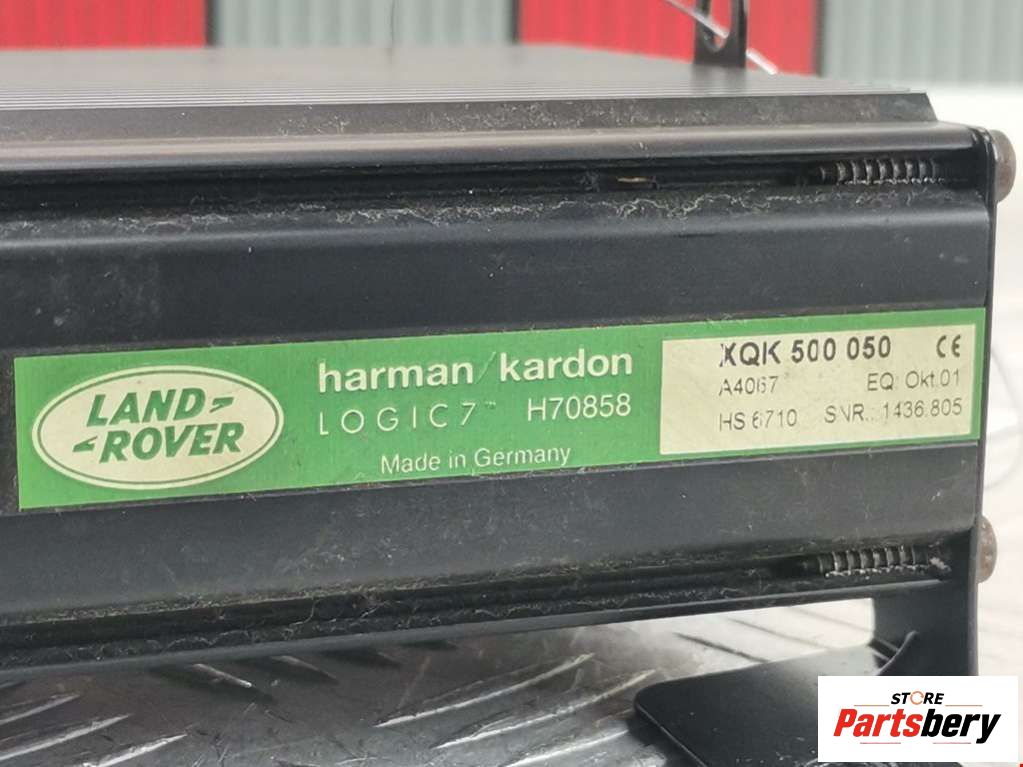 LAND
ROVER
harman/kardon
LOGIC7™ H70858
Made in Germany
XQK 500 050 CE
A4067 EQ: Okt.01
HS 6710 SNR.: 1436.805
STORE
Partsbery